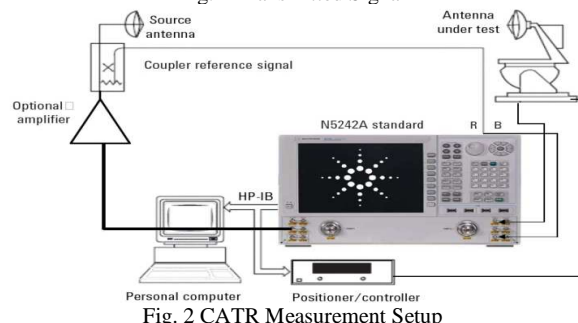 Source
antenna
Antenna
under test
Coupler reference signal
Optional
amplifier
N5242A standard
R B
HP-IB
Personal computer
Positioner/controller
Fig. 2 CATR Measurement Setup